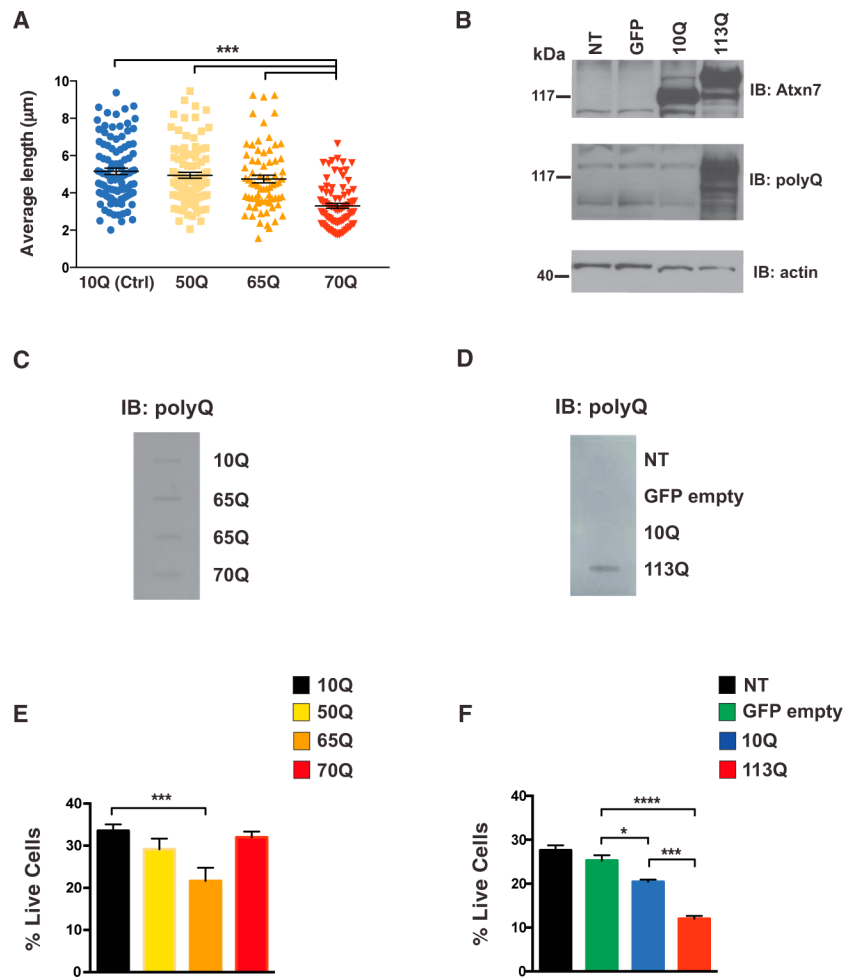 A
***
Average length (µm)
10
8
6
4
2
0
10Q (Ctrl) 50Q 65Q 70Q
B
kDa NT GFP 10Q 113Q
117 IB: Atxn7
117 IB: polyQ
40 IB: actin
C
IB: polyQ
10Q
65Q
65Q
70Q
D
IB: polyQ
NT
GFP empty
10Q
113Q
E
10Q
50Q
65Q
70Q
***
% Live Cells
40
30
20
10
0
F
NT
GFP empty
10Q
113Q
****
*
***
% Live Cells
40
30
20
10
0